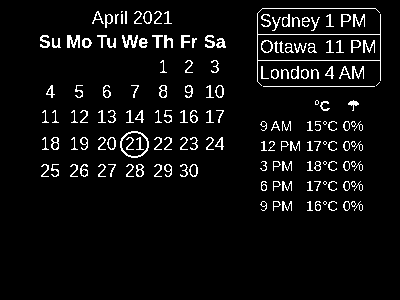 April 2021
Su Mo Tu We Th Fr Sa
1 2 3
4 5 6 7 8 9 10
11 12 13 14 15 16 17
18 19 20 21 22 23 24
25 26 27 28 29 30
Sydney 1 PM
Ottawa 11 PM
London 4 AM
°C ☂
9 AM 15°C 0%
12 PM 17°C 0%
3 PM 18°C 0%
6 PM 17°C 0%
9 PM 16°C 0%